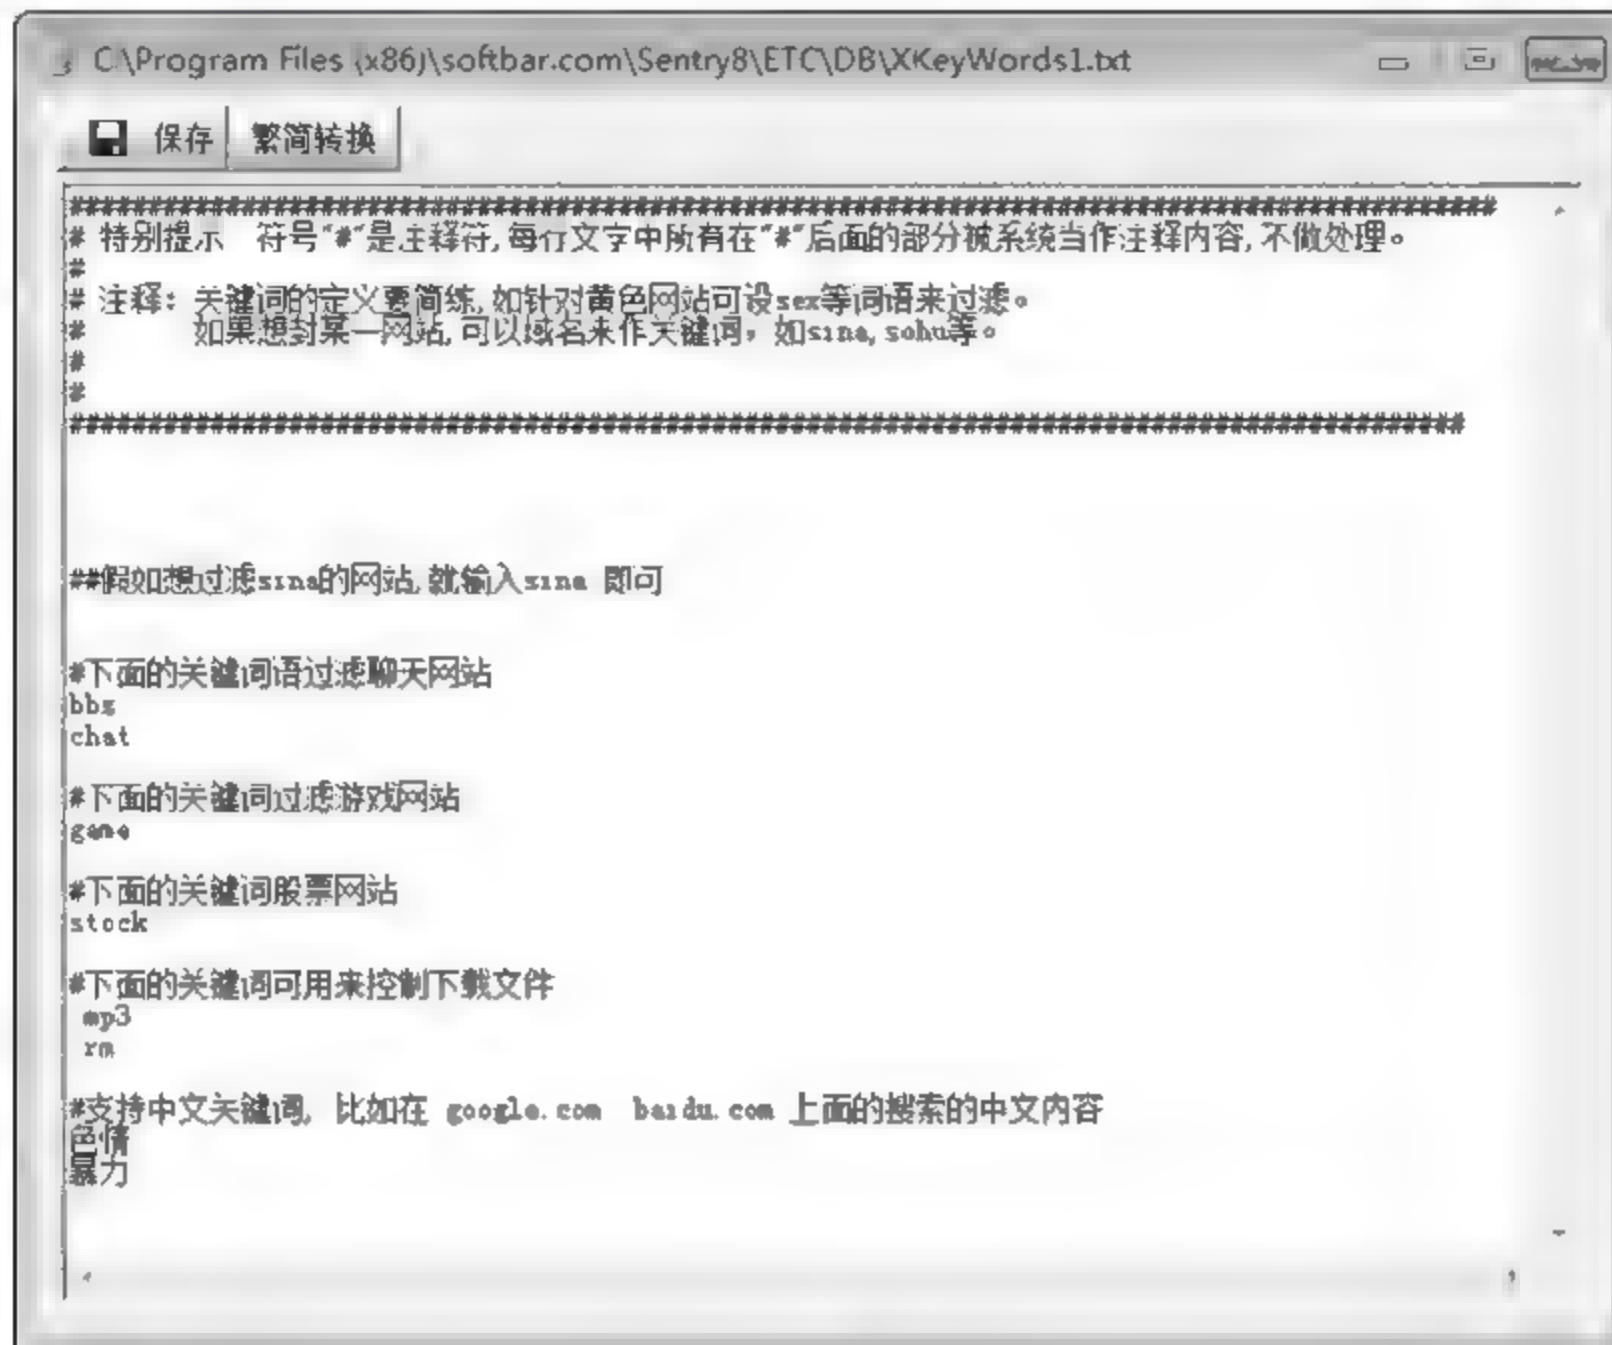 C:\Program Files (x86)\softbar.com\Sentry8\ETC\DB\XKeyWords1.txt
保存 繁简转换
###########################################################################################
# 特别提示 符号"#"是注释符,每行文字中所有在"#"后面的部分被系统当作注释内容,不做处理。
#
# 注释: 关键词的定义要简练,如针对黄色网站可设sex等词语来过滤。
# 如果想封某一网站,可以域名来作关键词，如sina,sohu等。
#
#
#########################################################################################
##假如想过滤sina的网站,就输入sina 即可
#下面的关键词语过滤聊天网站
bbs
chat
#下面的关键词过滤游戏网站
game
#下面的关键词股票网站
stock
#下面的关键词可用来控制下载文件
mp3
rm
#支持中文关键词, 比如在 google.com baidu.com 上面的搜索的中文内容
色情
暴力